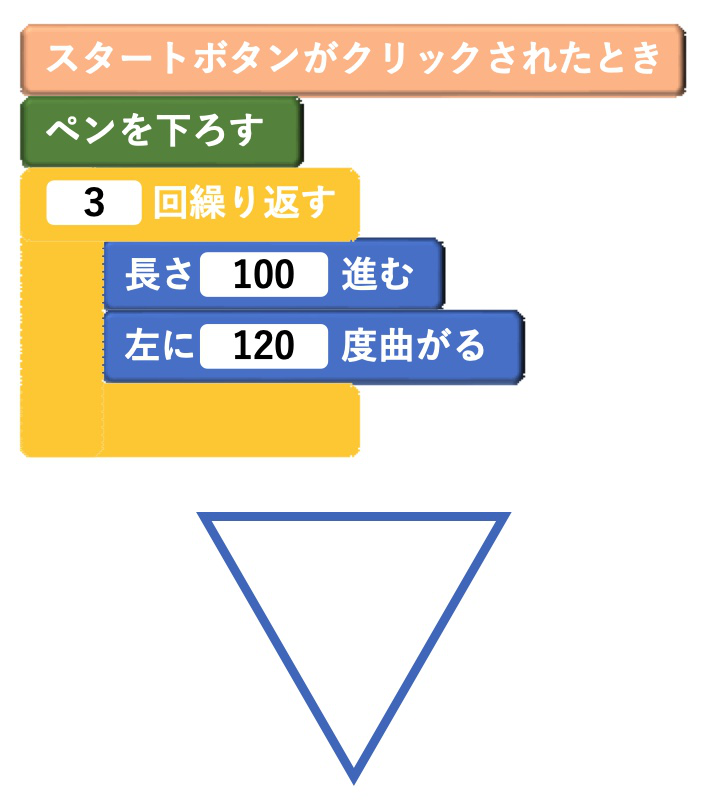 スタートボタンがクリックされたとき
ペンを下ろす
3 回繰り返す
長さ 100 進む
左に 120 度曲がる